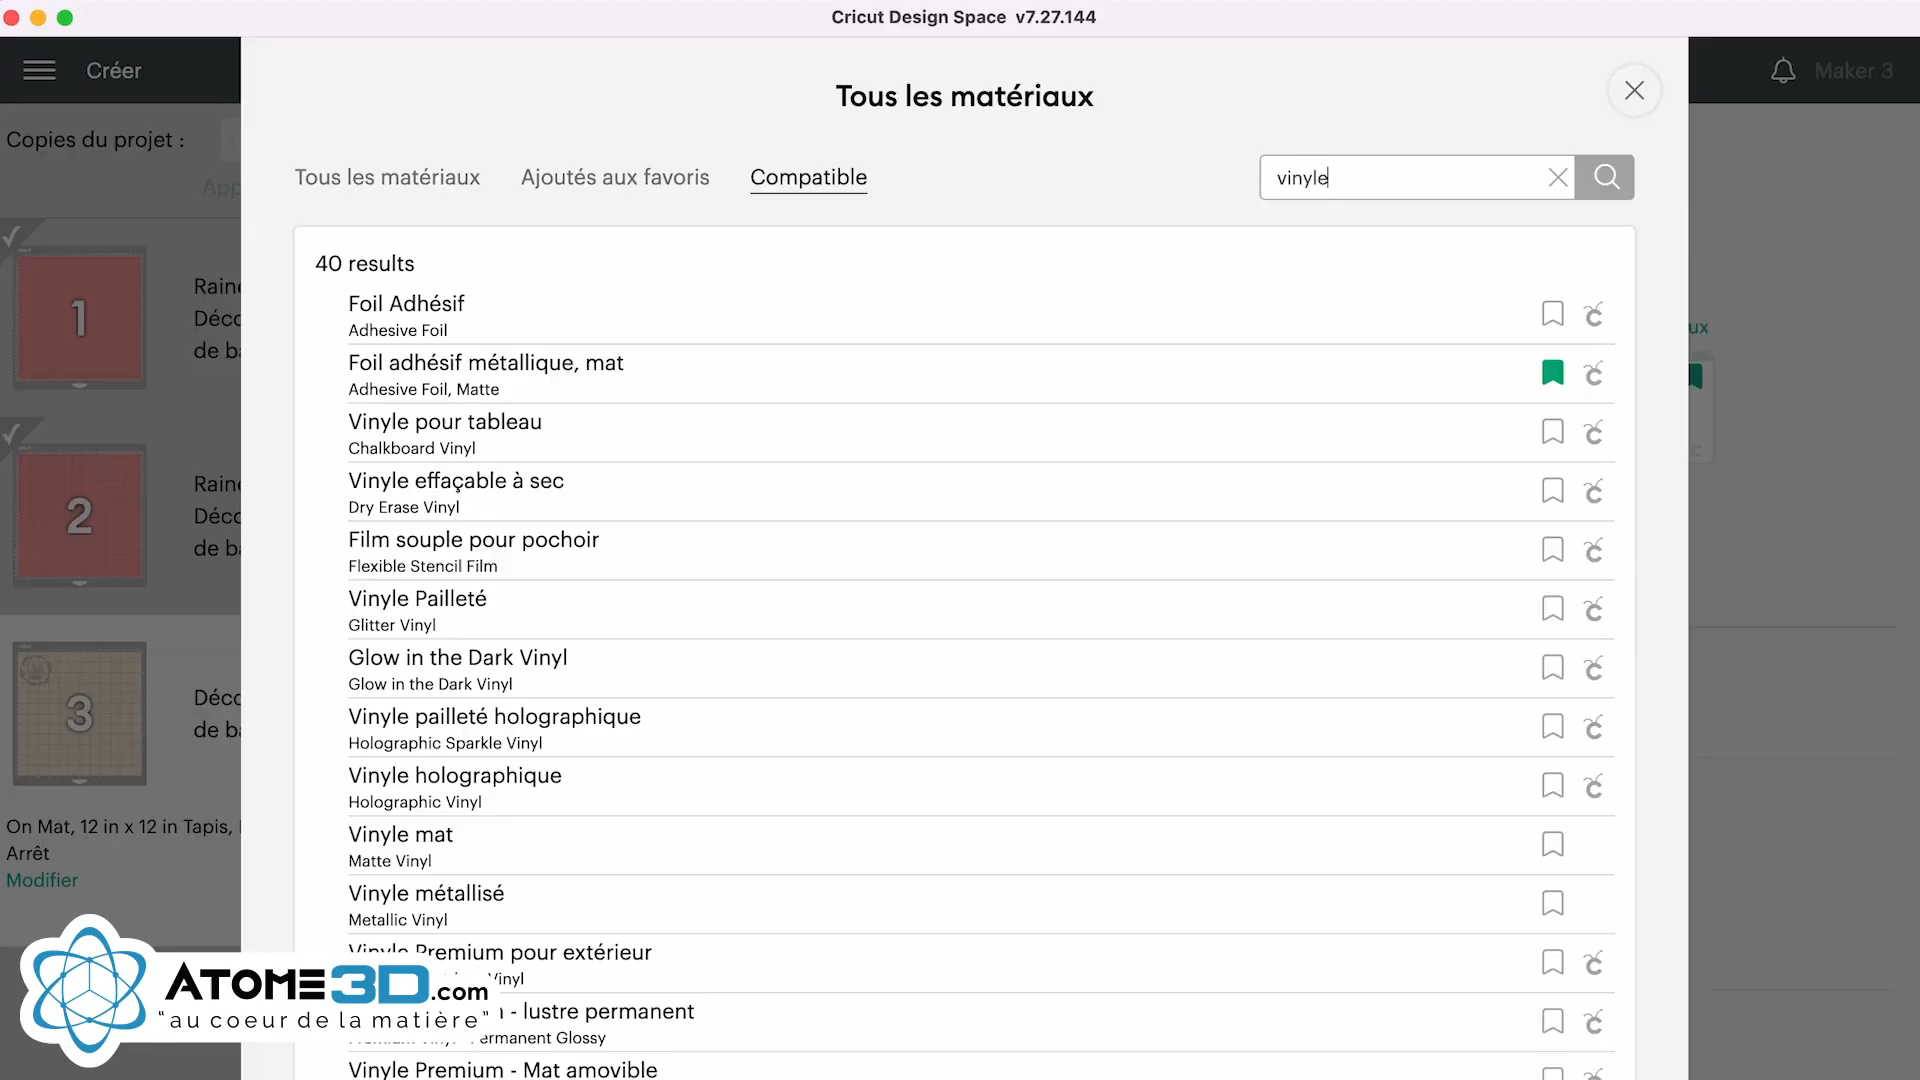 Cricut Design Space v7.27.144
Créer
Maker 3
Tous les matériaux
Copies du projet :
Tous les matériaux
Ajoutés aux favoris
Compatible
vinyle
40 results
Foil Adhésif
Adhesive Foil
Foil adhésif métallique, mat
Adhesive Foil, Matte
Vinyle pour tableau
Chalkboard Vinyl
Vinyle effaçable à sec
Dry Erase Vinyl
Film souple pour pochoir
Flexible Stencil Film
Vinyle Pailleté
Glitter Vinyl
Glow in the Dark Vinyl
Glow in the Dark Vinyl
Vinyle pailleté holographique
Holographic Sparkle Vinyl
Vinyle holographique
Holographic Vinyl
Vinyle mat
Matte Vinyl
Vinyle métallisé
Metallic Vinyl
Vinyle Premium pour extérieur
Vinyl
- lustre permanent
Permanent Glossy
Vinyle Premium - Mat amovible
1
2
3
de
de
de
On Mat, 12 in x 12 in Tapis,
Arrêt
Modifier
ATOME3D.com
"au coeur de la matière"